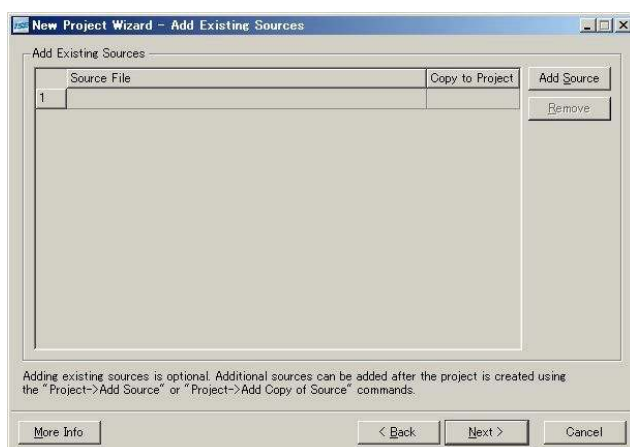 New Project Wizard - Add Existing Sources
Add Existing Sources
Source File Copy to Project
Add Source
1
Remove
Adding existing sources is optional. Additional sources can be added after the project is created using
the "Project->Add Source" or "Project->Add Copy of Source" commands.
More Info < Back Next > Cancel